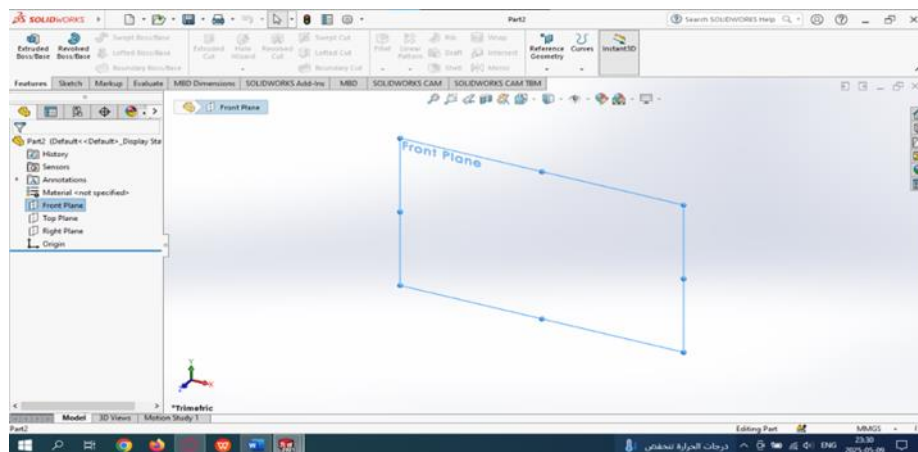 SOLIDWORKS
Part2
Search SOLIDWORKS Help
Extruded Boss/Base
Revolved Boss/Base
Swept Boss/Base
Lofted Boss/Base
Boundary Boss/Base
Extruded Cut
Hole Wizard
Revolved Cut
Swept Cut
Lofted Cut
Boundary Cut
Fillet
Linear Pattern
Rib
Draft
Shell
Wrap
Intersect
Mirror
Reference Geometry
Curves
Instant3D
Features Sketch Markup Evaluate MBD Dimensions SOLIDWORKS Add-Ins MBD SOLIDWORKS CAM SOLIDWORKS CAM TBM
Front Plane
Part2 (Default<<Default>_Display Sta
History
Sensors
Annotations
Material <not specified>
Front Plane
Top Plane
Right Plane
Origin
Front Plane
Y
X
*Trimetric
Model 3D Views Motion Study 1
Part2
Editing Part
MMGS
درجات الحرارة تنخفض
ENG
23:30
2025-05-09